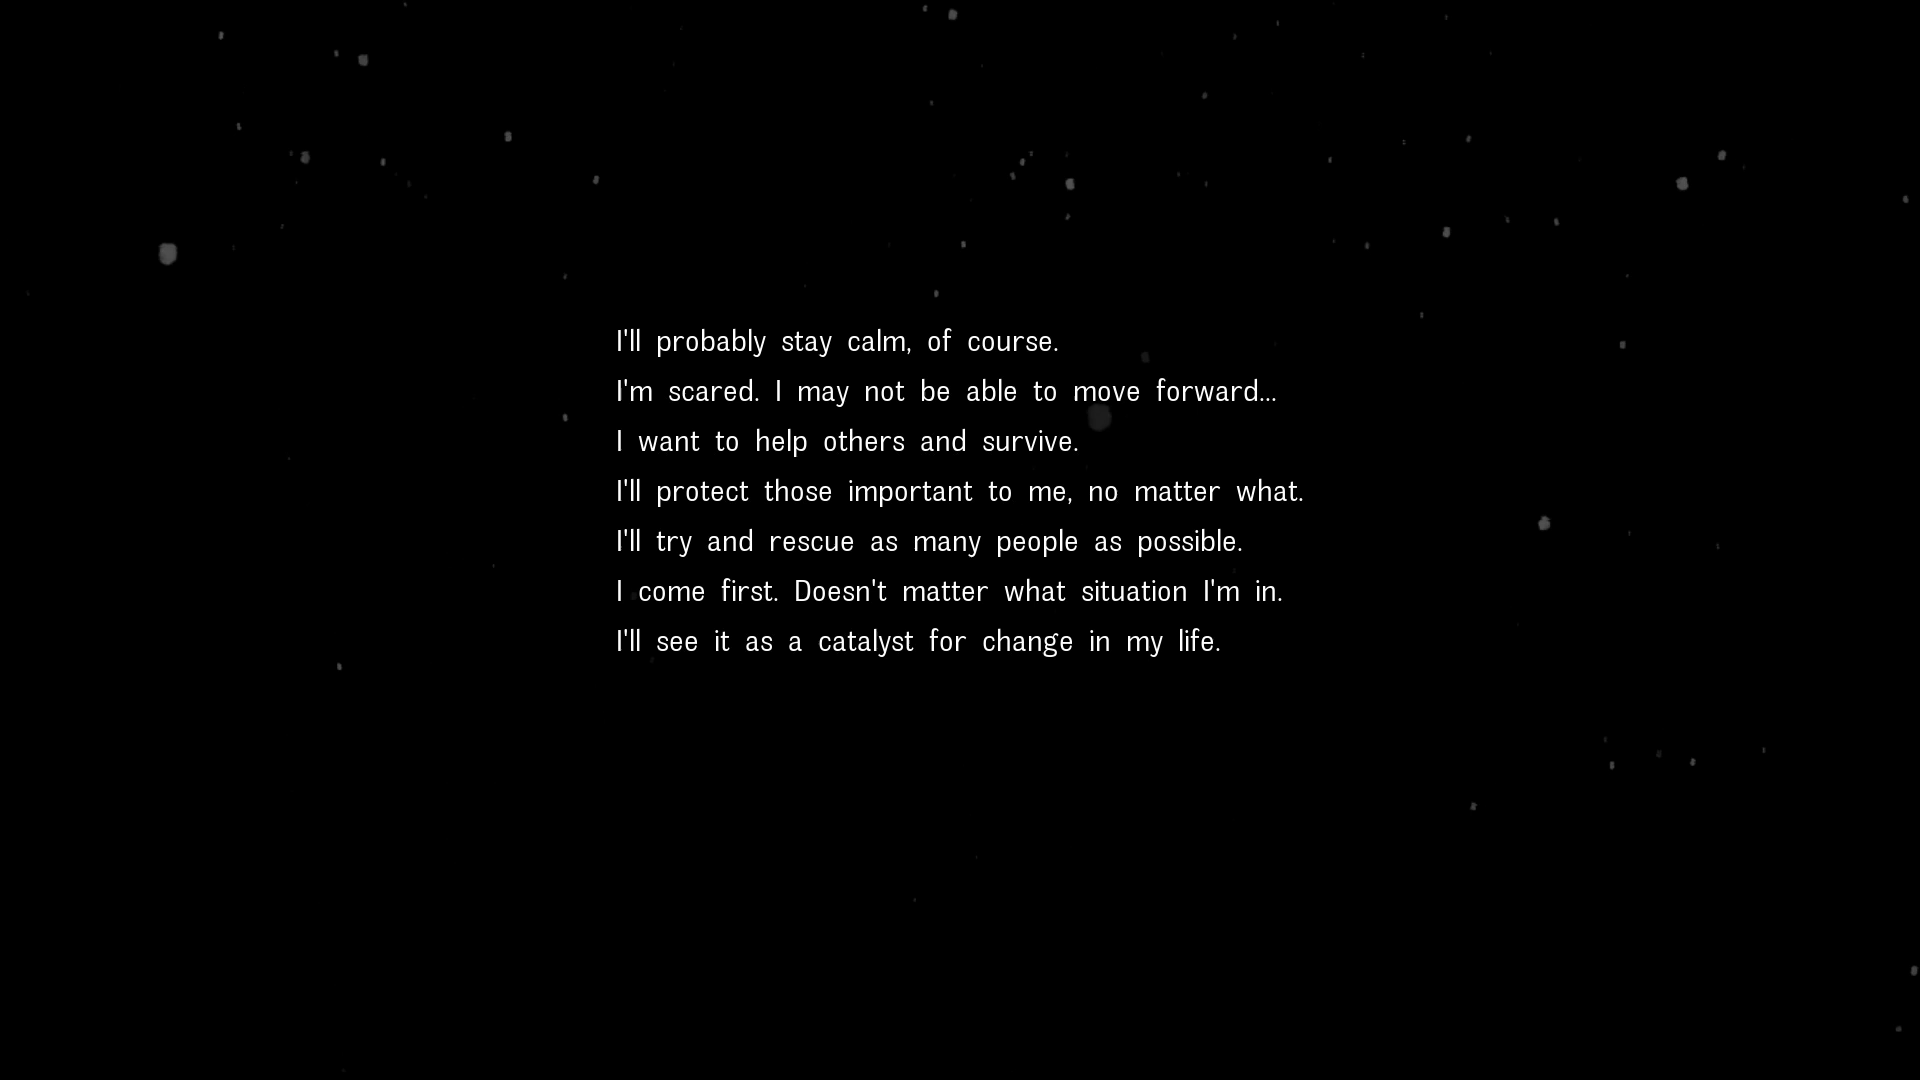 I'll probably stay calm, of course.
I'm scared. I may not be able to move forward...
I want to help others and survive.
I'll protect those important to me, no matter what.
I'll try and rescue as many people as possible.
I come first. Doesn't matter what situation I'm in.
I'll see it as a catalyst for change in my life.